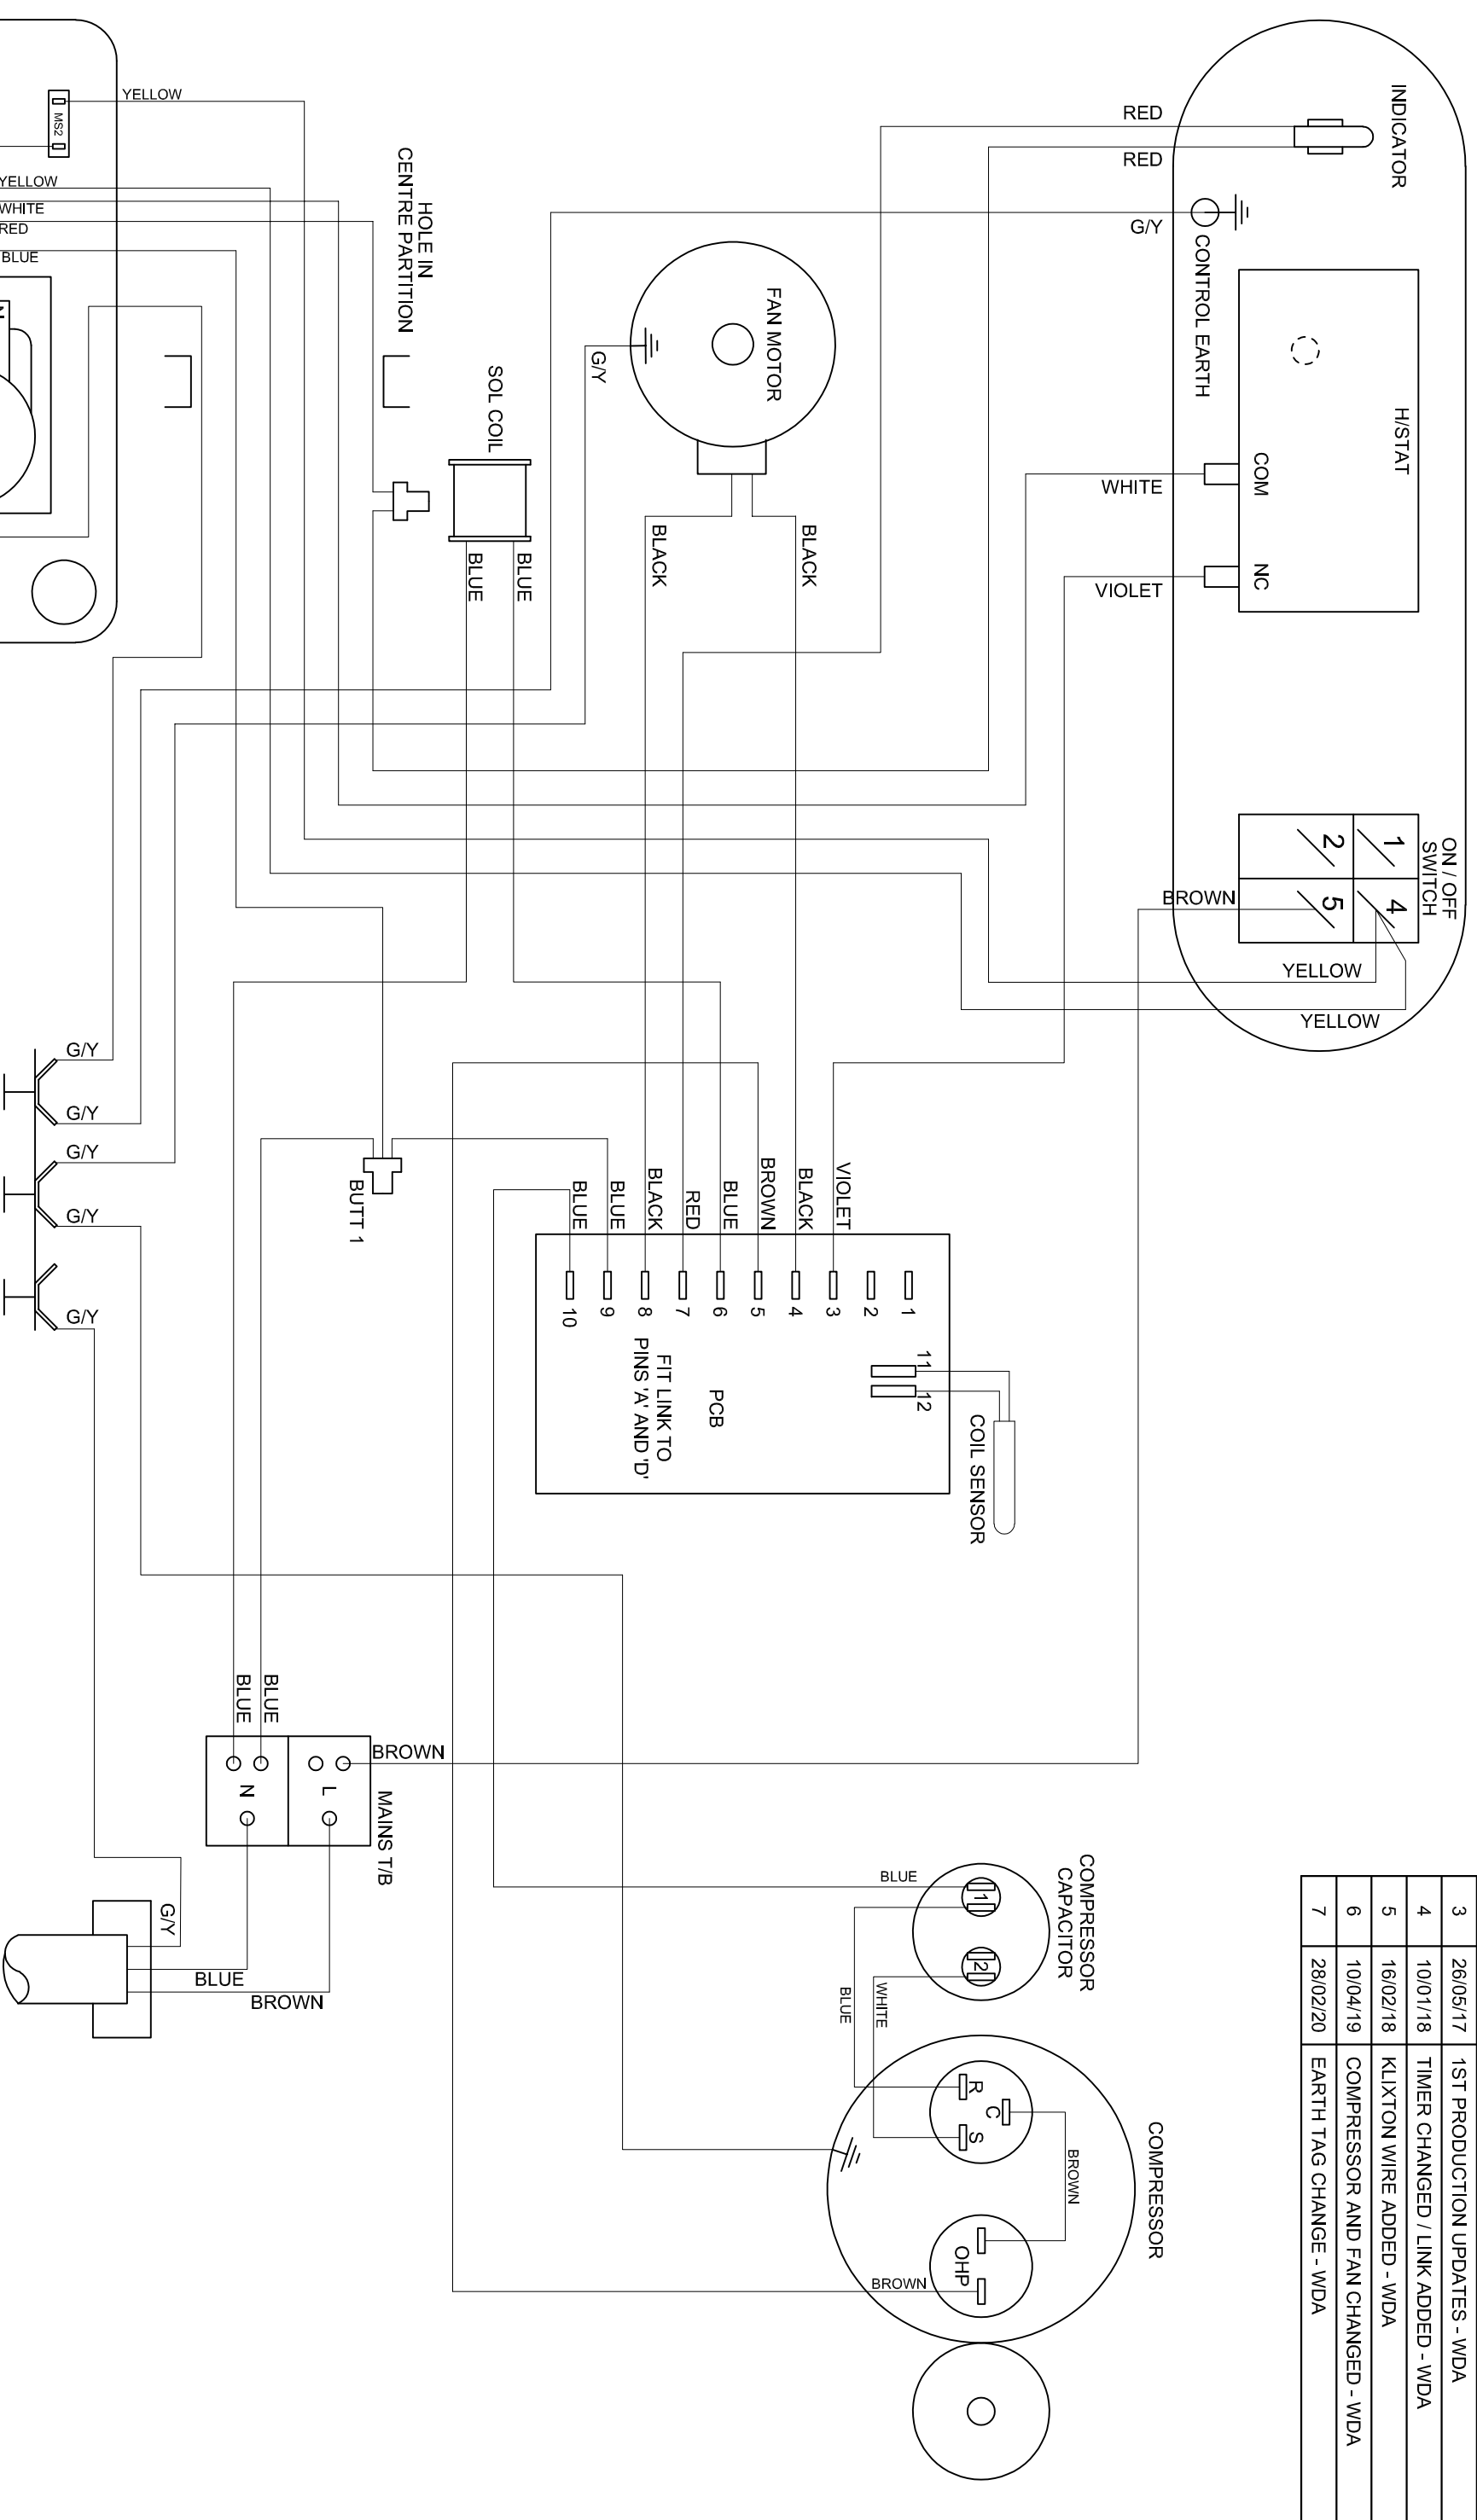 INDICATOR
RED
RED
G/Y
CONTROL EARTH
H/STAT
COM
NC
WHITE
VIOLET
ON / OFF
SWITCH
1
2
4
5
BROWN
YELLOW
YELLOW
FAN MOTOR
G/Y
BLACK
BLACK
HOLE IN
CENTRE PARTITION
SOL COIL
BLUE
BLUE
MS2
YELLOW
YELLOW
WHITE
RED
BLUE
N
G/Y
G/Y
G/Y
G/Y
G/Y
BUTT 1
VIOLET
BLACK
BROWN
BLUE
RED
BLACK
BLUE
BLUE
1
2
3
4
5
6
7
8
9
10
11
12
PCB
FIT LINK TO
PINS 'A' AND 'D'
COIL SENSOR
BLUE
BLUE
BROWN
MAINS T/B
L
N
G/Y
BLUE
BROWN
COMPRESSOR
CAPACITOR
1
2
BLUE
BLUE
WHITE
COMPRESSOR
R
C
S
BROWN
OHP
BROWN
3 26/05/17 1ST PRODUCTION UPDATES - WDA
4 10/01/18 TIMER CHANGED / LINK ADDED - WDA
5 16/02/18 KLIXTON WIRE ADDED - WDA
6 10/04/19 COMPRESSOR AND FAN CHANGED - WDA
7 28/02/20 EARTH TAG CHANGE - WDA